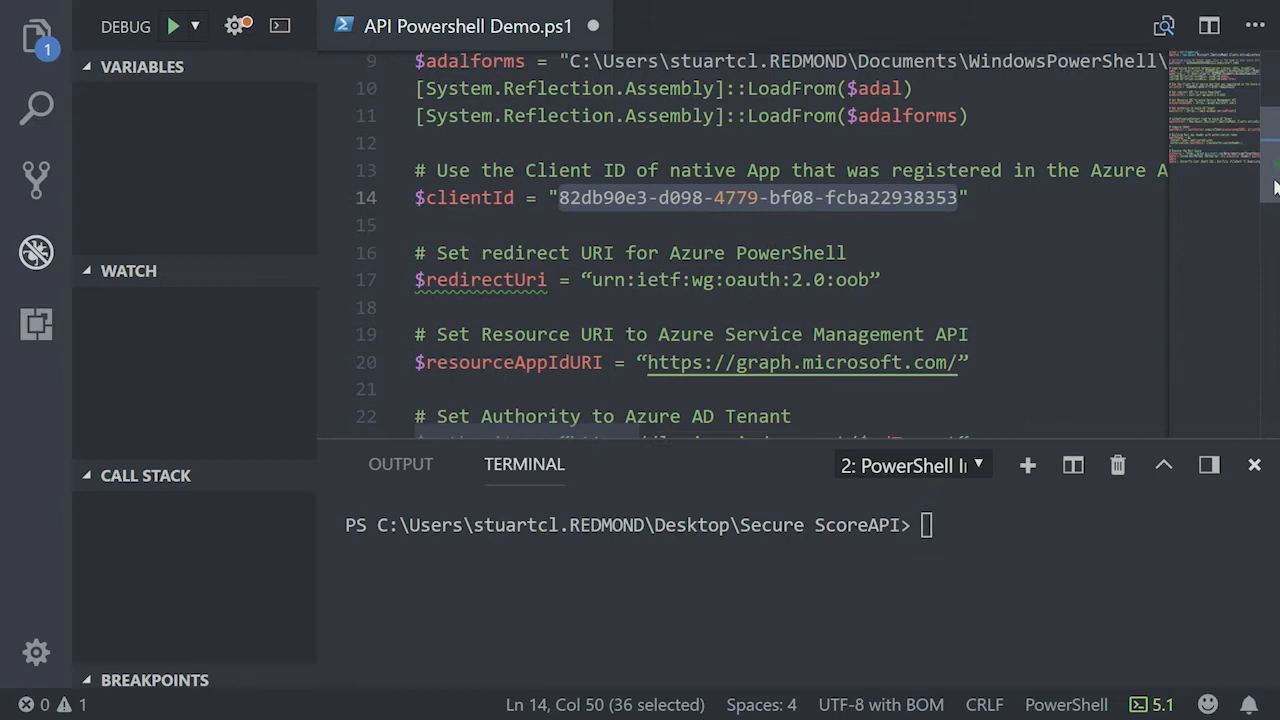 DEBUG
API Powershell Demo.ps1
1
VARIABLES
WATCH
CALL STACK
BREAKPOINTS
9 $adalforms = "C:\Users\stuartcl.REDMOND\Documents\WindowsPowerShell\
10 [System.Reflection.Assembly]::LoadFrom($adal)
11 [System.Reflection.Assembly]::LoadFrom($adalforms)
12
13 # Use the Client ID of native App that was registered in the Azure A
14 $clientId = "82db90e3-d098-4779-bf08-fcba22938353"
15
16 # Set redirect URI for Azure PowerShell
17 $redirectUri = “urn:ietf:wg:oauth:2.0:oob”
18
19 # Set Resource URI to Azure Service Management API
20 $resourceAppIdURI = “https://graph.microsoft.com/”
21
22 # Set Authority to Azure AD Tenant
OUTPUT TERMINAL 2: PowerShell I
PS C:\Users\stuartcl.REDMOND\Desktop\Secure ScoreAPI>
0 1 Ln 14, Col 50 (36 selected) Spaces: 4 UTF-8 with BOM CRLF PowerShell 5.1